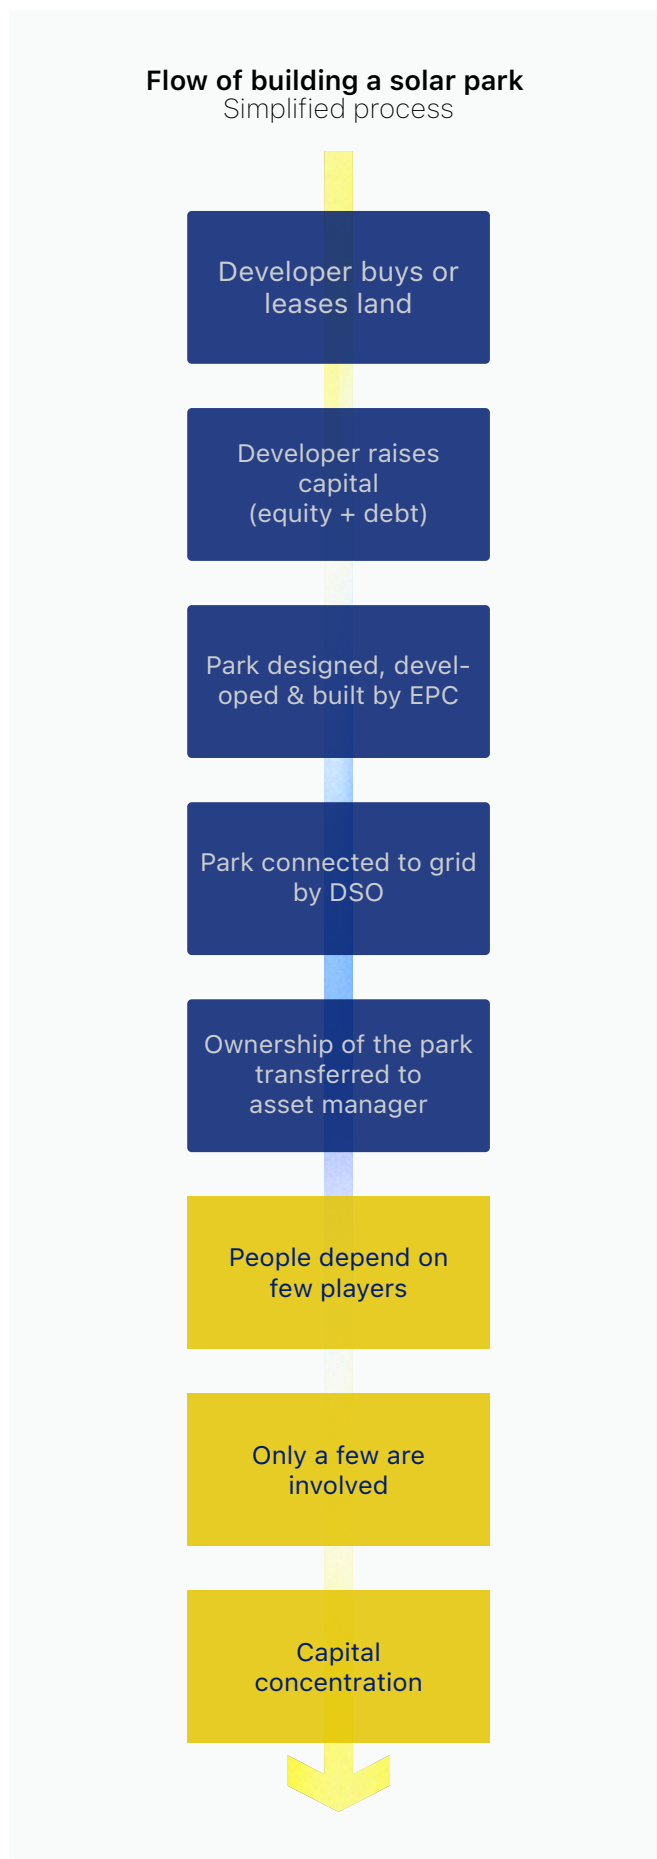 Flow of building a solar park
Simplified process
Developer buys or
leases land
Developer raises
capital
(equity + debt)
Park designed, devel-
oped & built by EPC
Park connected to grid
by DSO
Ownership of the park
transferred to
asset manager
People depend on
few players
Only a few are
involved
Capital
concentration